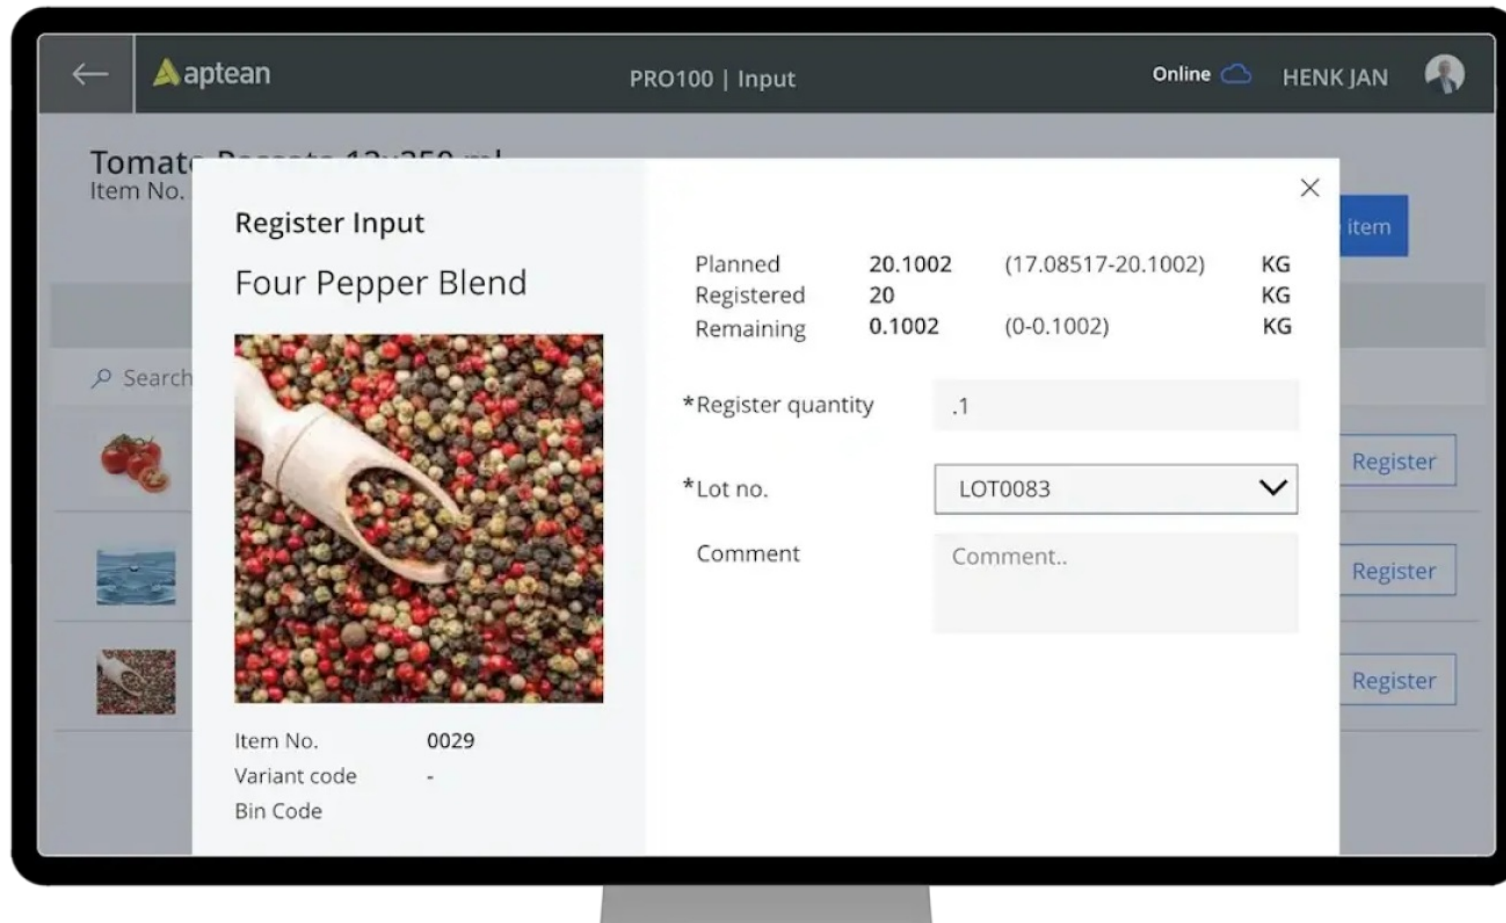 aptean
PRO100 | Input
Online
HENK JAN
Item No.
item
Register Input
Four Pepper Blend
Planned 20.1002 (17.08517-20.1002) KG
Registered 20 KG
Remaining 0.1002 (0-0.1002) KG
Search
*Register quantity .1
*Lot no. LOT0083
Comment Comment..
Register
Register
Register
Item No. 0029
Variant code -
Bin Code